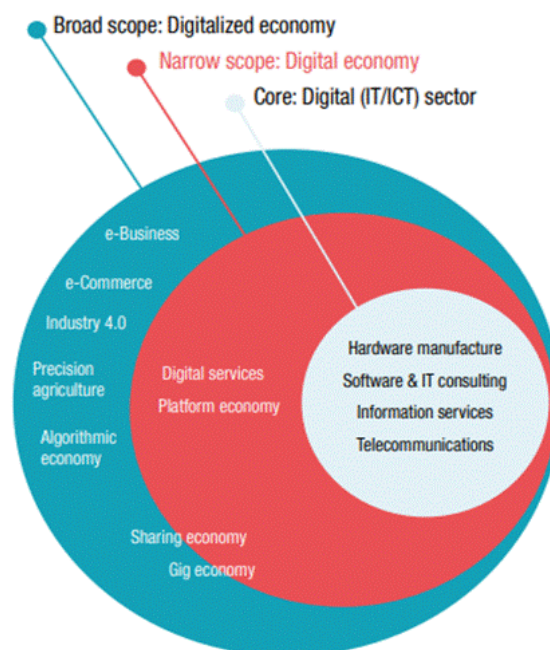 Broad scope: Digitalized economy
Narrow scope: Digital economy
Core: Digital (IT/ICT) sector
e-Business
e-Commerce
Industry 4.0
Precision
agriculture
Algorithmic
economy
Digital services
Platform economy
Sharing economy
Gig economy
Hardware manufacture
Software & IT consulting
Information services
Telecommunications